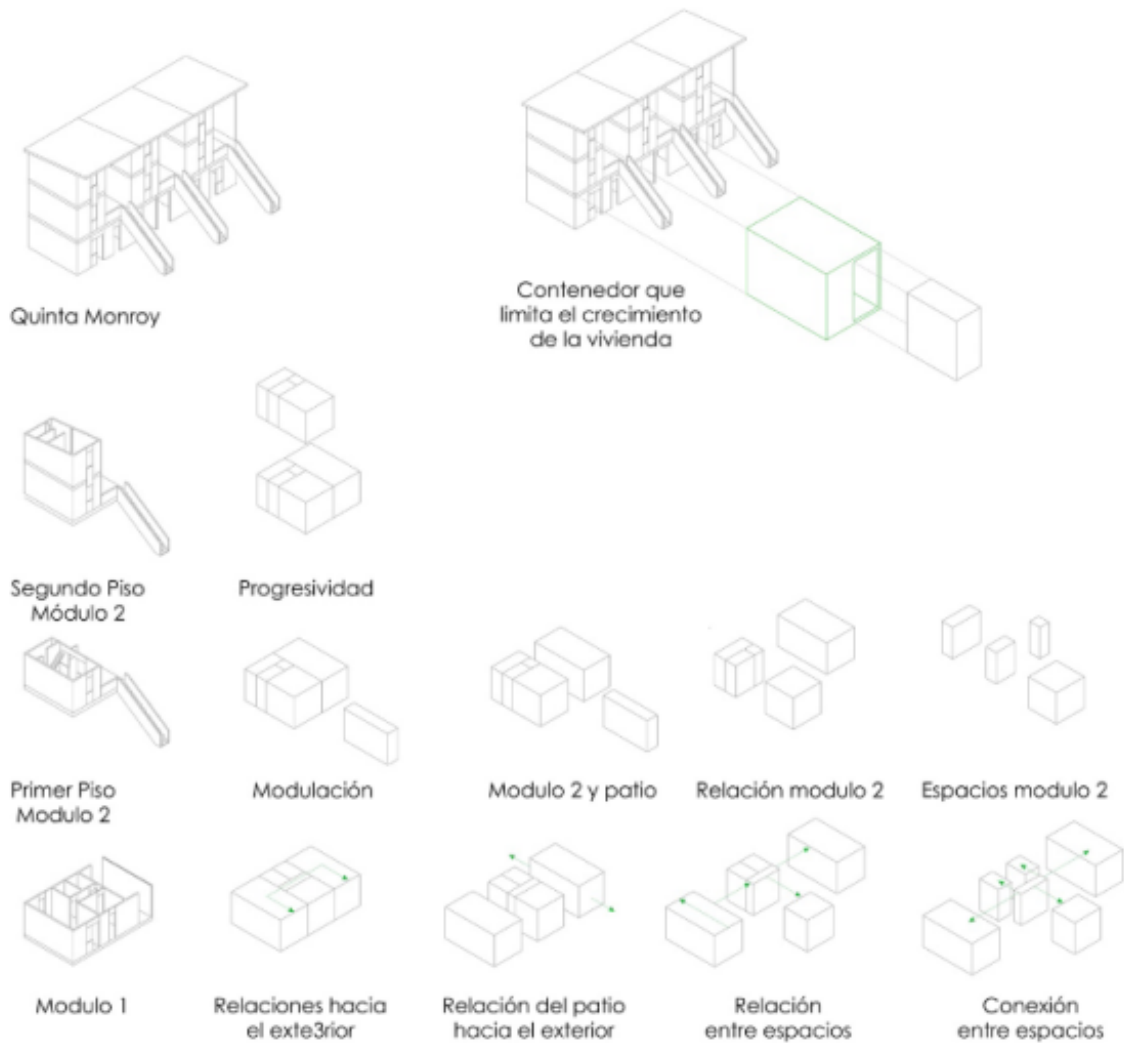 Quinta Monroy
Contenedor que
limita el crecimiento
de la vivienda
Segundo Piso
Módulo 2
Progresividad
Primer Piso
Modulo 2
Modulación
Modulo 2 y patio
Relación modulo 2
Espacios modulo 2
Modulo 1
Relaciones hacia
el exte3rior
Relación del patio
hacia el exterior
Relación
entre espacios
Conexión
entre espacios